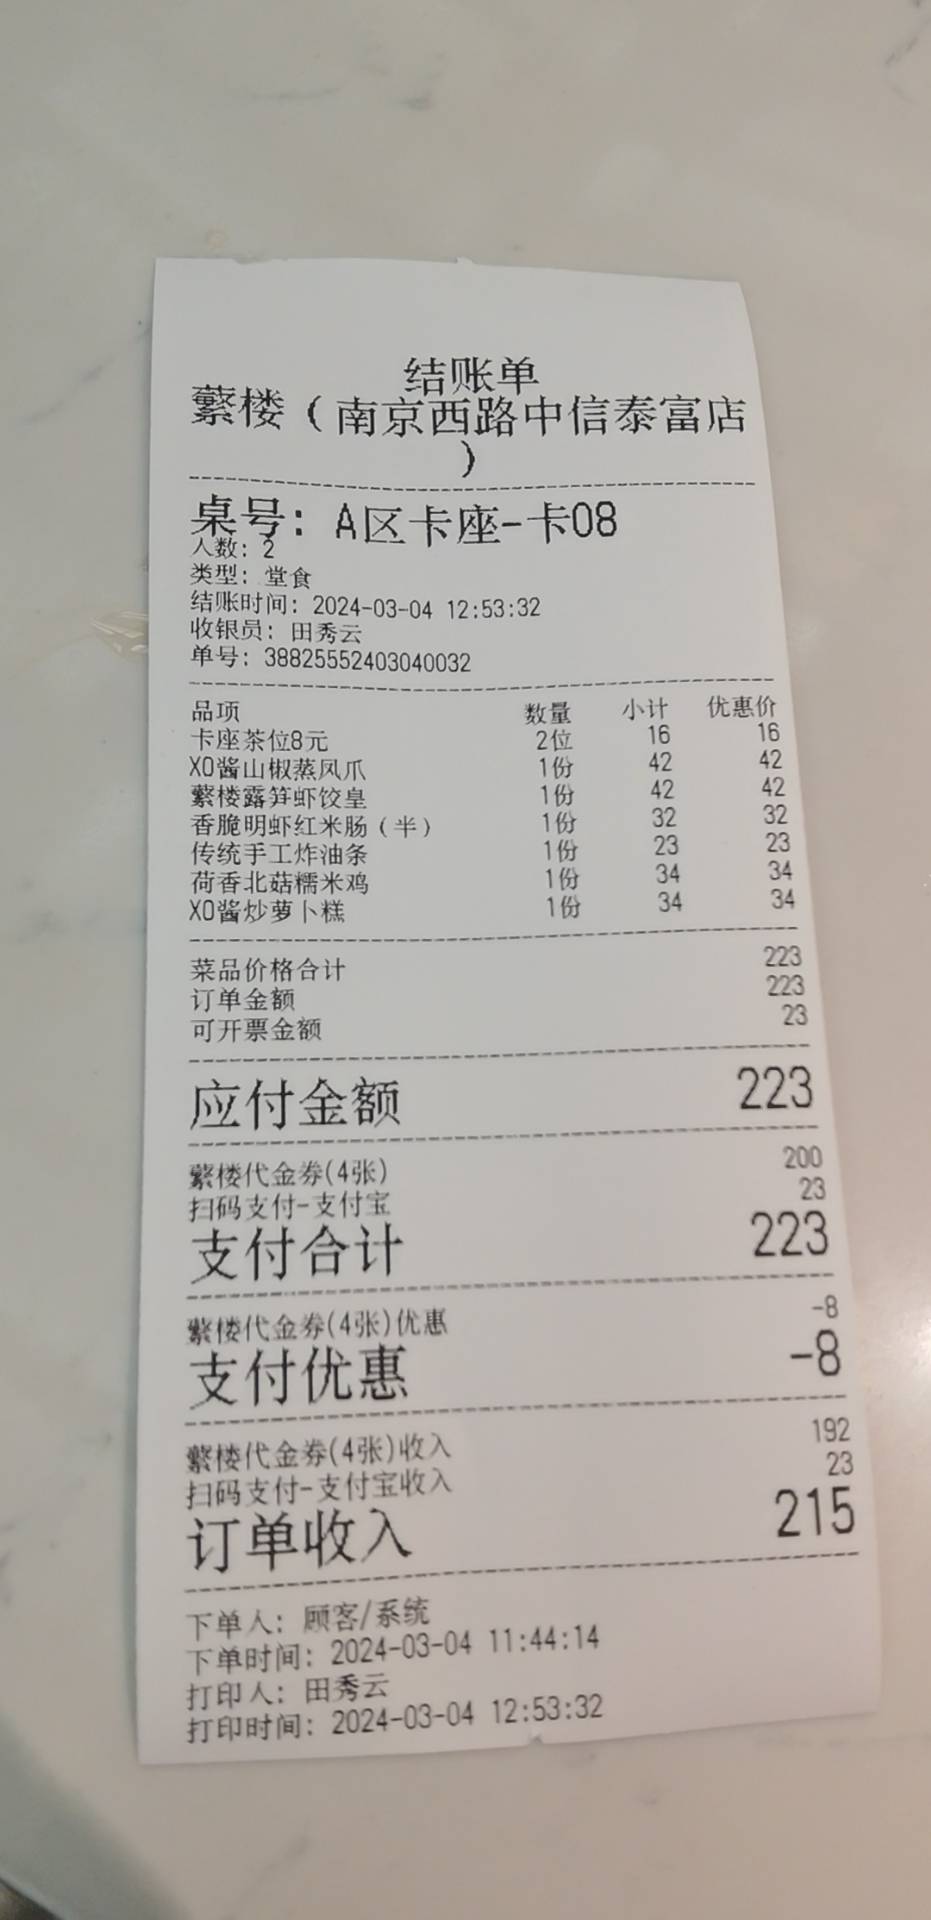 结账单
蘩楼（南京西路中信泰富店
）
桌号: A区卡座-卡08
人数: 2
类型: 堂食
结账时间: 2024-03-04 12:53:32
收银员: 田秀云
单号: 38825552403040032
品项 数量 小计 优惠价
卡座茶位8元 2位 16 16
XO酱山椒蒸凤爪 1份 42 42
蘩楼露笋虾饺皇 1份 42 42
香脆明虾红米肠（半） 1份 32 32
传统手工炸油条 1份 23 23
荷香北菇糯米鸡 1份 34 34
XO酱炒萝卜糕 1份 34 34
菜品价格合计 223
订单金额 223
可开票金额 23
应付金额 223
蘩楼代金券(4张) 200
扫码支付-支付宝 23
支付合计 223
蘩楼代金券(4张)优惠 -8
支付优惠 -8
蘩楼代金券(4张)收入 192
扫码支付-支付宝收入 23
订单收入 215
下单人: 顾客/系统
下单时间: 2024-03-04 11:44:14
打印人: 田秀云
打印时间: 2024-03-04 12:53:32